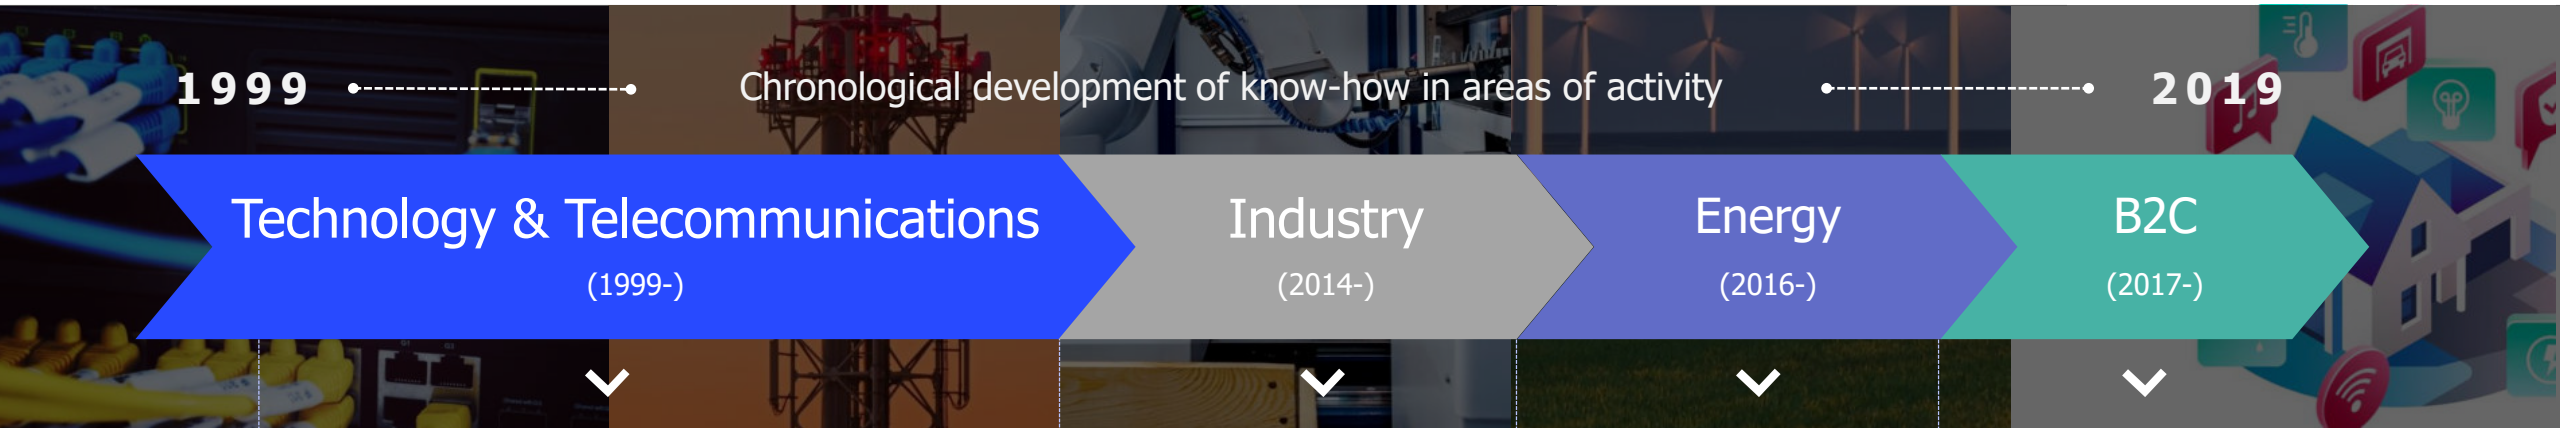 1999
Chronological development of know-how in areas of activity
2019
Technology & Telecommunications
(1999-)
Industry
(2014-)
Energy
(2016-)
B2C
(2017-)